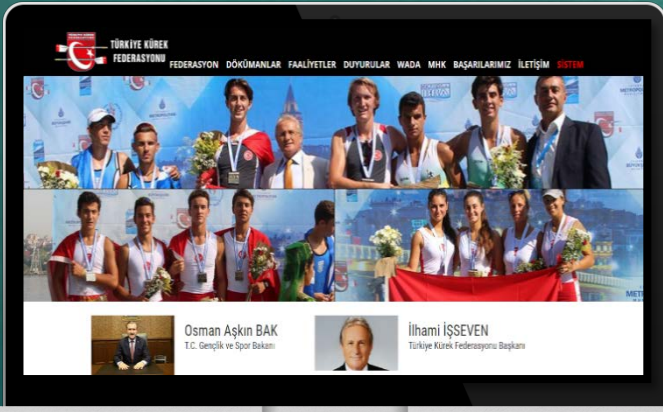 TÜRKİYE KÜREK
FEDERASYONU
FEDERASYON DÖKÜMANLAR FAALİYETLER DUYURULAR WADA MHK BAŞARILARIMIZ İLETİŞİM SİSTEM
Osman Aşkın BAK
T.C. Gençlik ve Spor Bakanı
İlhami İŞSEVEN
Türkiye Kürek Federasyonu Başkanı